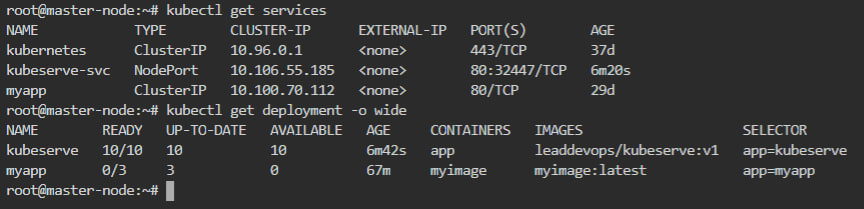 root@master-node:~# kubectl get services
NAME TYPE CLUSTER-IP EXTERNAL-IP PORT(S) AGE
kubernetes ClusterIP 10.96.0.1 <none> 443/TCP 37d
kubeserve-svc NodePort 10.106.55.185 <none> 80:32447/TCP 6m20s
myapp ClusterIP 10.100.70.112 <none> 80/TCP 29d
root@master-node:~# kubectl get deployment -o wide
NAME READY UP-TO-DATE AVAILABLE AGE CONTAINERS IMAGES SELECTOR
kubeserve 10/10 10 10 6m42s app leaddevops/kubeserve:v1 app=kubeserve
myapp 0/3 3 0 67m myimage myimage:latest app=myapp
root@master-node:~#